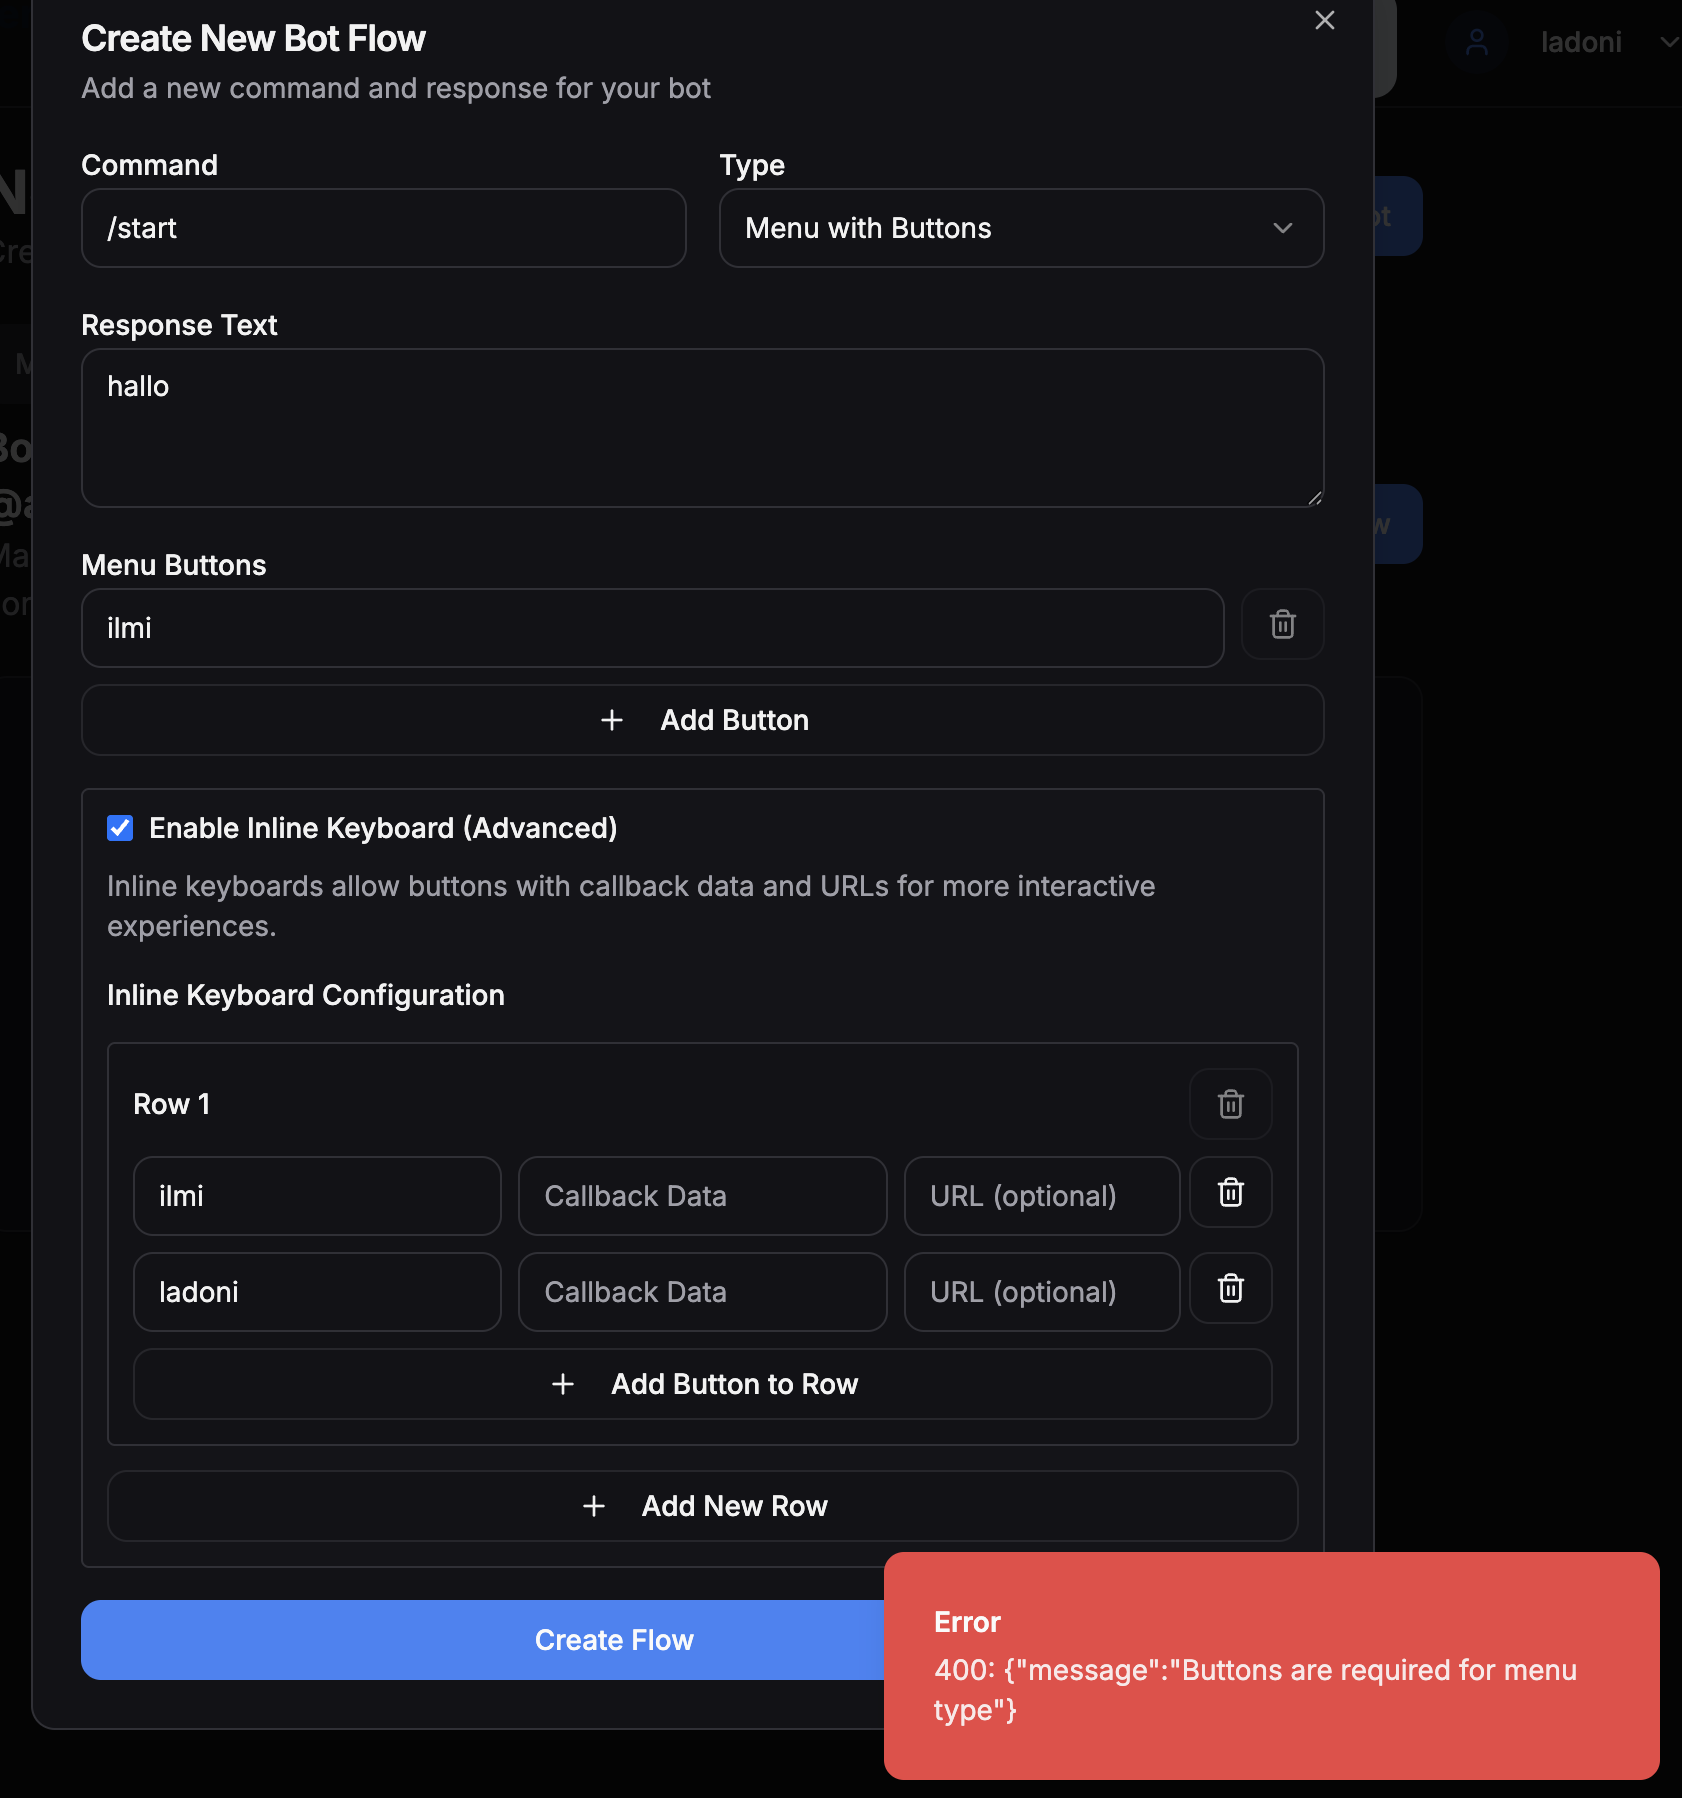 Create New Bot Flow
Add a new command and response for your bot
ladoni
Command
Type
/start
Menu with Buttons
Response Text
hallo
Menu Buttons
ilmi
Add Button
Enable Inline Keyboard (Advanced)
Inline keyboards allow buttons with callback data and URLs for more interactive
experiences.
Inline Keyboard Configuration
Row 1
ilmi
Callback Data
URL (optional)
ladoni
Callback Data
URL (optional)
Add Button to Row
Add New Row
Create Flow
Error
400: {"message":"Buttons are required for menu
type"}